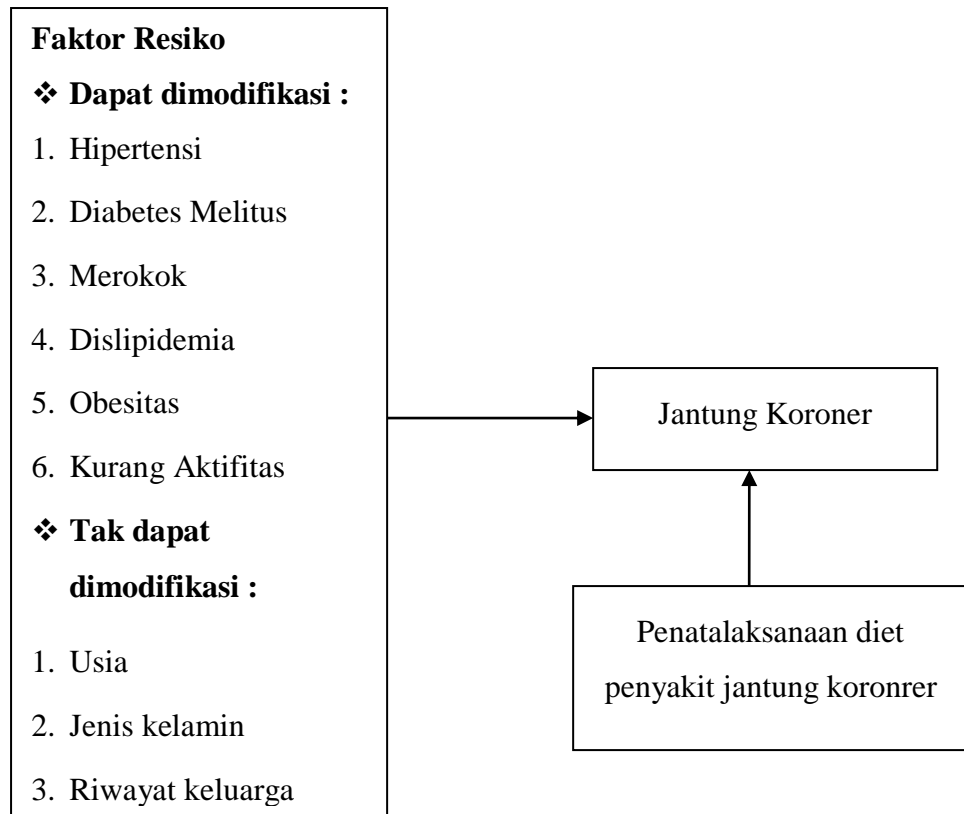 Faktor Resiko
❖ Dapat dimodifikasi :
1. Hipertensi
2. Diabetes Melitus
3. Merokok
4. Dislipidemia
5. Obesitas
6. Kurang Aktifitas
❖ Tak dapat
dimodifikasi :
1. Usia
2. Jenis kelamin
3. Riwayat keluarga
Jantung Koroner
Penatalaksanaan diet
penyakit jantung koronrer